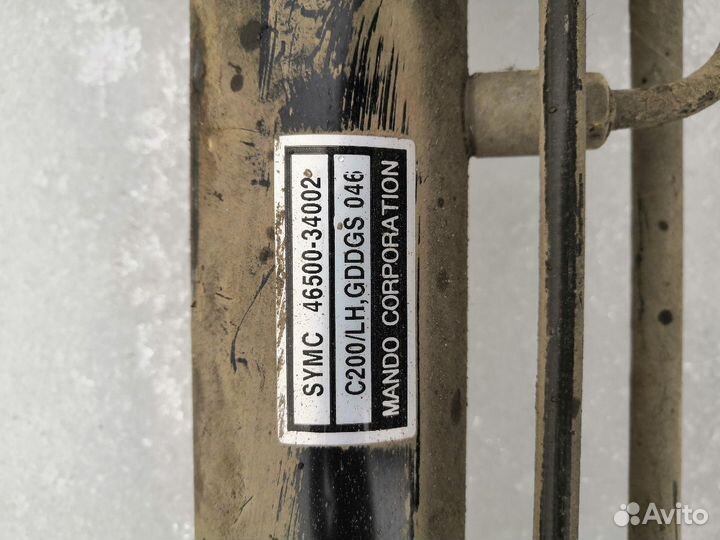 SYMC 46500-34002
C200/LH,GDDGS 046
MANDO CORPORATION
Avito